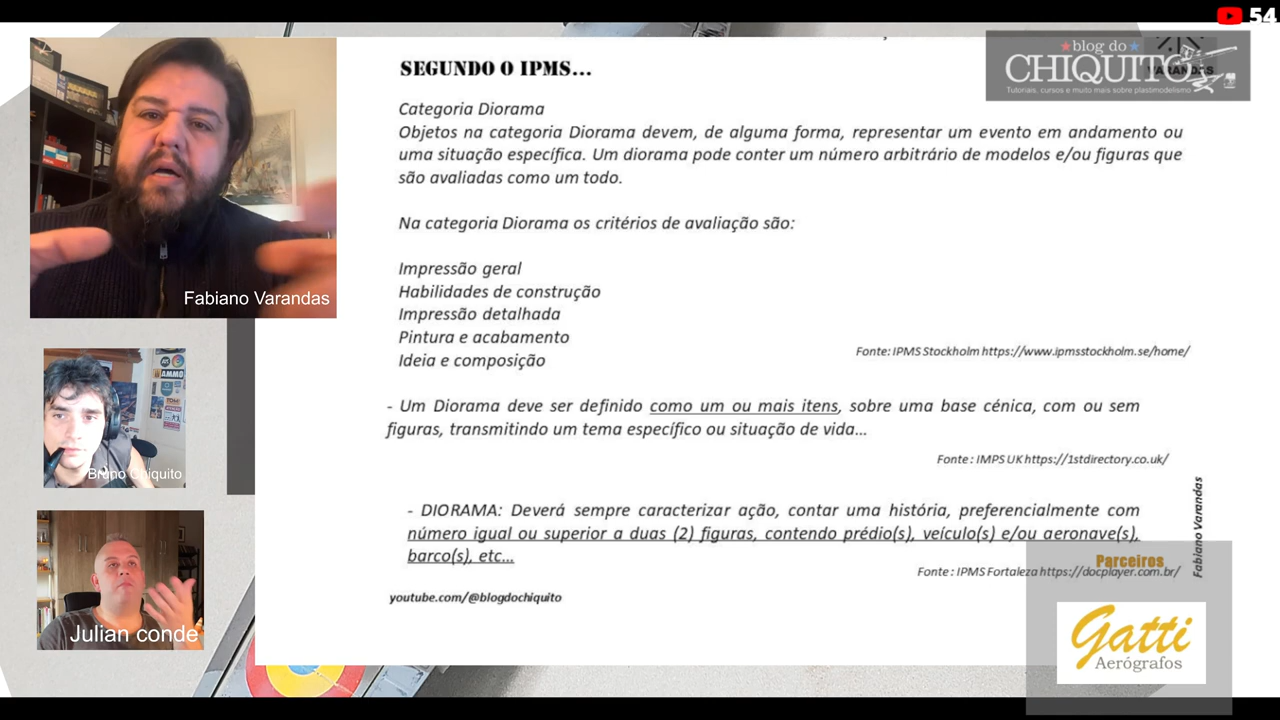 54
blog do
CHIQUITO
Tutoriais, cursos e muito mais sobre plastimodelismo
VARANDAS
SEGUNDO O IPMS...
Categoria Diorama
Objetos na categoria Diorama devem, de alguma forma, representar um evento em andamento ou
uma situação específica. Um diorama pode conter um número arbitrário de modelos e/ou figuras que
são avaliadas como um todo.
Na categoria Diorama os critérios de avaliação são:
Impressão geral
Habilidades de construção
Impressão detalhada
Pintura e acabamento
Ideia e composição
Fonte: IPMS Stockholm https://www.ipmsstockholm.se/home/
- Um Diorama deve ser definido como um ou mais itens, sobre uma base cénica, com ou sem
figuras, transmitindo um tema específico ou situação de vida...
Fonte : IMPS UK https://1stdirectory.co.uk/
- DIORAMA: Deverá sempre caracterizar ação, contar uma história, preferencialmente com
número igual ou superior a duas (2) figuras, contendo prédio(s), veículo(s) e/ou aeronave(s),
barco(s), etc...
Fonte : IPMS Fortaleza https://docplayer.com.br/
youtube.com/@blogdochiquito
Fabiano Varandas
Fabiano Varandas
AMMO
Bruno Chiquito
Julian conde
Parceiros
Gatti
Aerógrafos